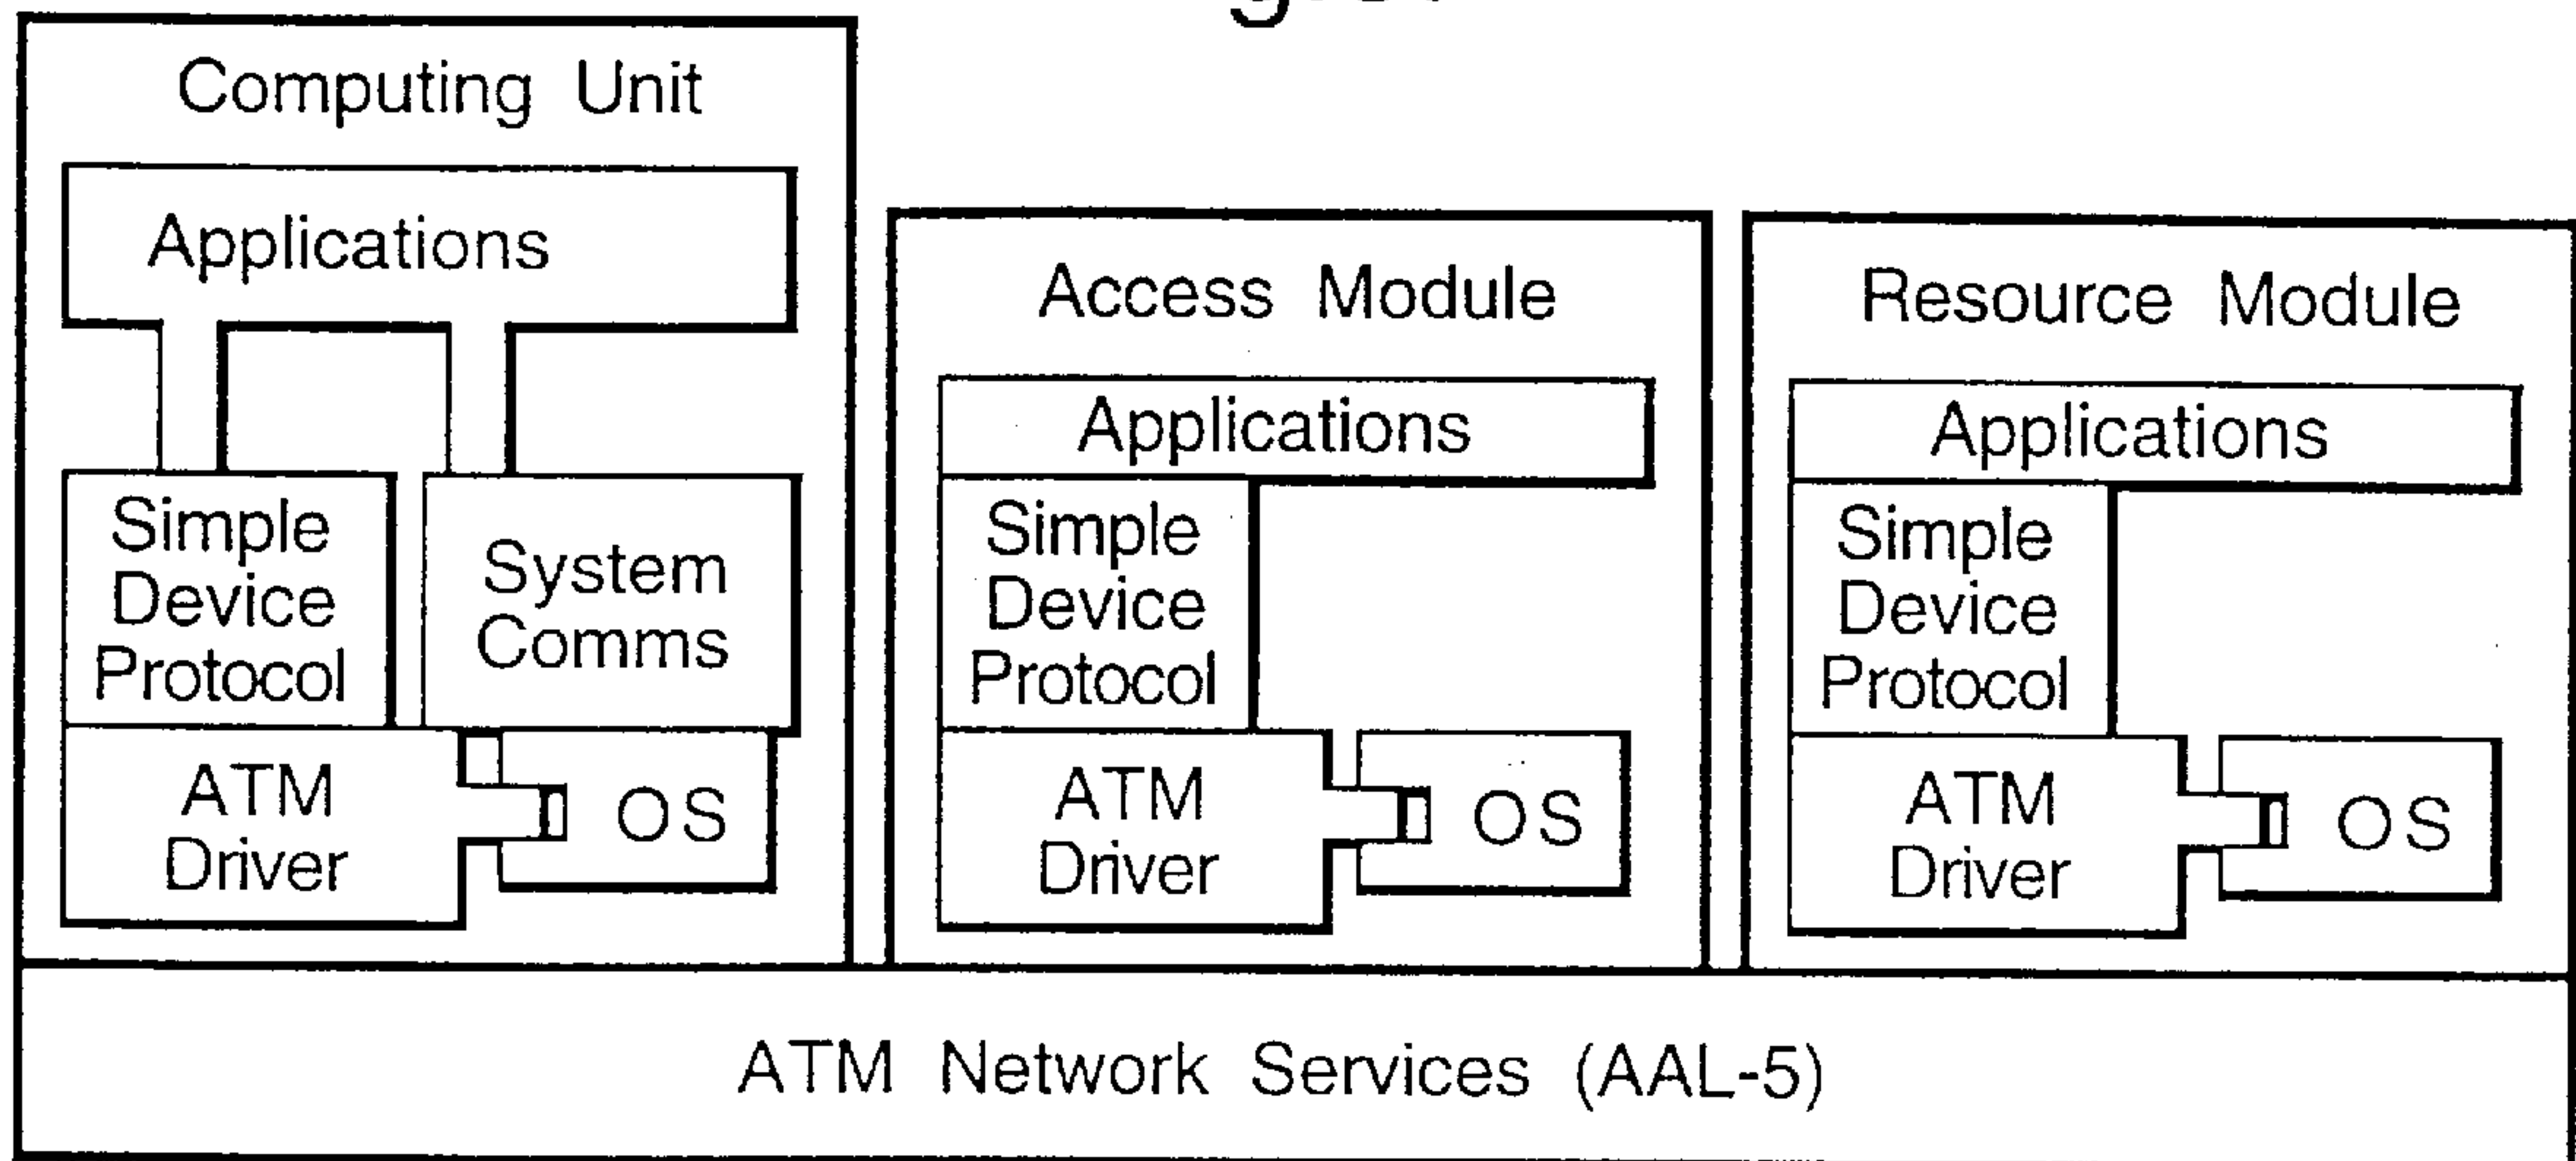 Computing Unit
Applications
Simple
Device
Protocol
System
Comms
ATM
Driver
OS
Access Module
Applications
Simple
Device
Protocol
ATM
Driver
OS
Resource Module
Applications
Simple
Device
Protocol
ATM
Driver
OS
ATM Network Services (AAL-5)